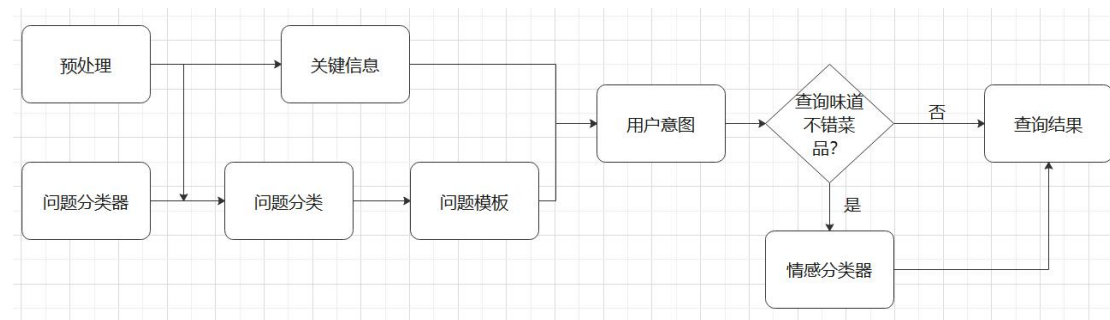 预处理
关键信息
用户意图
查询味道
不错菜
品?
否
查询结果
问题分类器
问题分类
问题模板
是
情感分类器